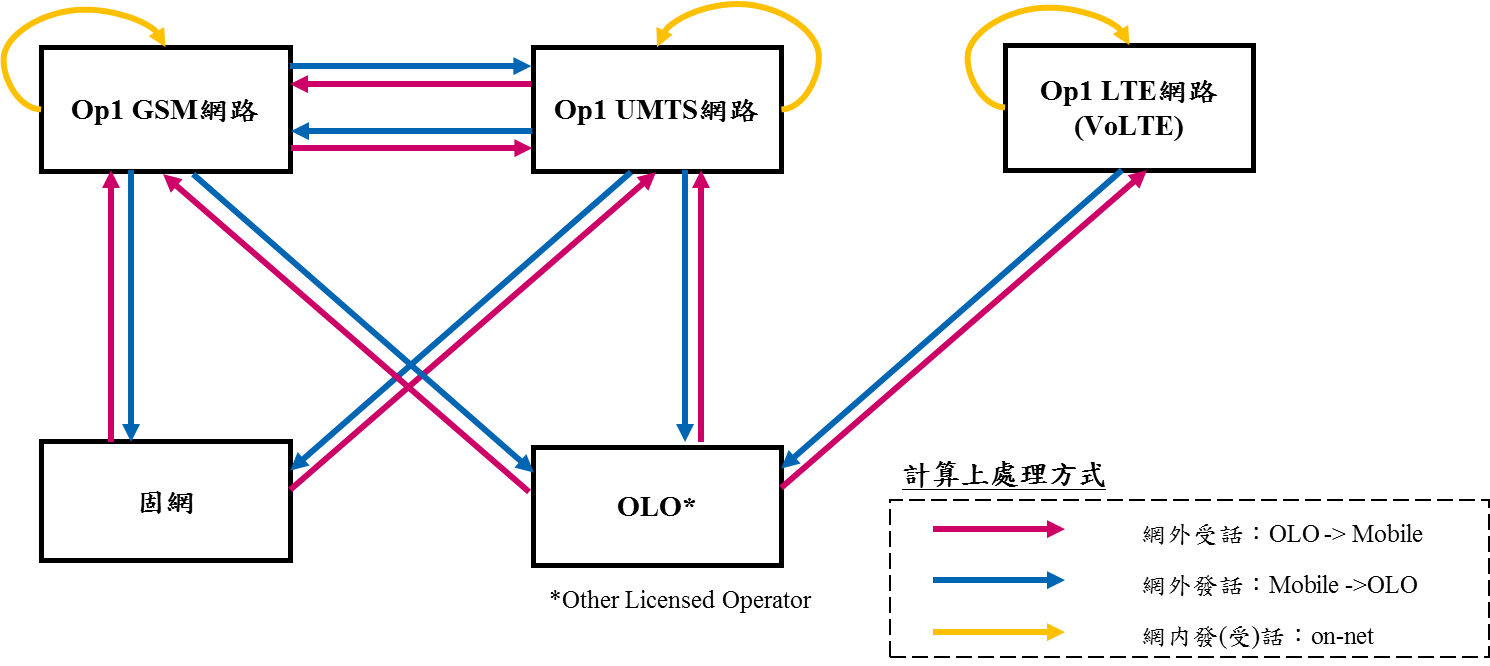 Op1 GSM網路
Op1 UMTS網路
Op1 LTE網路
(VoLTE)
固網
OLO*
*Other Licensed Operator
計算上處理方式
網外受話：OLO -> Mobile
網外發話：Mobile ->OLO
網內發(受)話：on-net